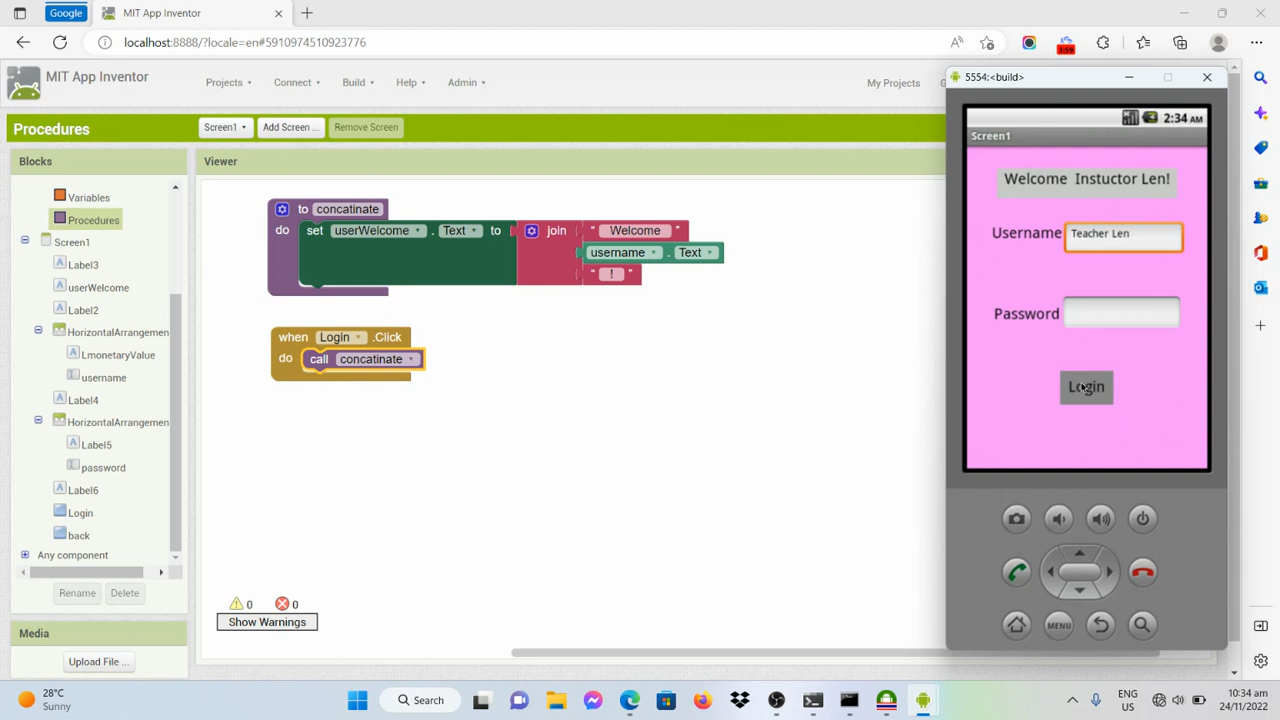 Google
MIT App Inventor
localhost:8888/?locale=en#5910974510923776
3:59
MIT App Inventor
Projects
Connect
Build
Help
Admin
My Projects
G
Procedures
Screen1
Add Screen ...
Remove Screen
Blocks
Viewer
Variables
Procedures
Screen1
Label3
userWelcome
Label2
HorizontalArrangemen
LmonetaryValue
username
Label4
HorizontalArrangemen
Label5
password
Label6
Login
back
Any component
Rename
Delete
Media
Upload File ...
to concatinate
do set userWelcome . Text to join " Welcome "
username . Text
" ! "
when Login .Click
do call concatinate
0 0
Show Warnings
5554:<build>
2:34 AM
Screen1
Welcome Instuctor Len!
Username Teacher Len
Password
Login
MENU
28°C
Sunny
Search
ENG
US
10:34 am
24/11/2022